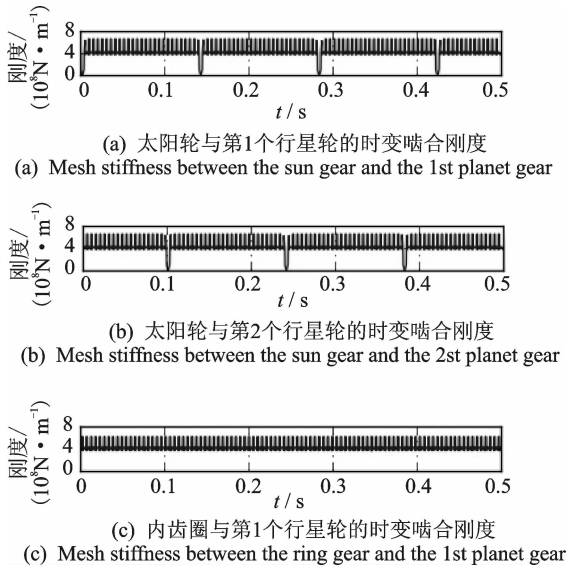 刚度/
(10⁸N·m⁻¹)
8
4
0
0 0.1 0.2 0.3 0.4 0.5
t / s
(a) 太阳轮与第1个行星轮的时变啮合刚度
(a) Mesh stiffness between the sun gear and the 1st planet gear
刚度/
(10⁸N·m⁻¹)
8
4
0
0 0.1 0.2 0.3 0.4 0.5
t / s
(b) 太阳轮与第2个行星轮的时变啮合刚度
(b) Mesh stiffness between the sun gear and the 2st planet gear
刚度/
(10⁸N·m⁻¹)
8
4
0
0 0.1 0.2 0.3 0.4 0.5
t / s
(c) 内齿圈与第1个行星轮的时变啮合刚度
(c) Mesh stiffness between the ring gear and the 1st planet gear